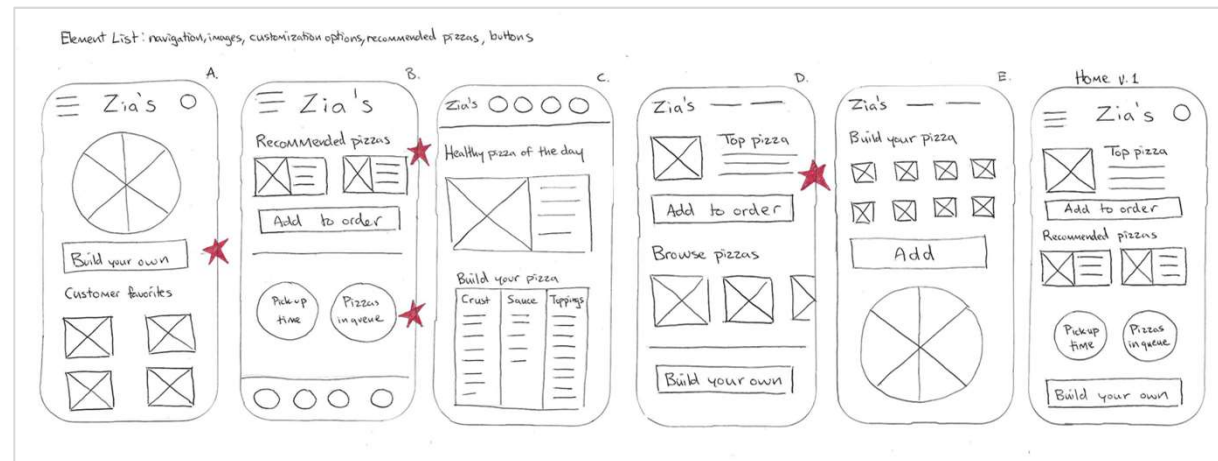 Element List: navigation, images, customization options, recommended pizzas, buttons
A.
Zia's
Build your own
Customer favorites
B.
Zia's
Recommended pizzas
Add to order
Pick up
time
Pizzas
in queue
C.
Zia's
Healthy pizza of the day
Build your pizza
Crust
Sauce
Toppings
D.
Zia's
Top pizza
Add to order
Browse pizzas
Build your own
E.
Zia's
Build your pizza
Add
Home v.1
Zia's
Top pizza
Add to order
Recommended pizzas
Pick up
time
Pizzas
in queue
Build your own